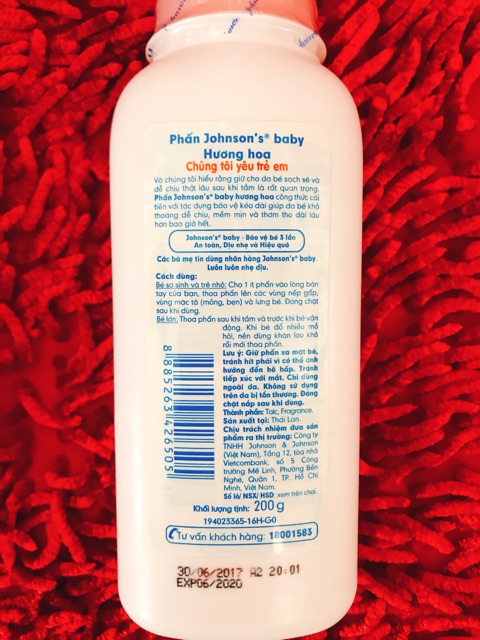 Phấn Johnson's® baby
Hương hoa
Chúng tôi yêu trẻ em
Và chúng tôi hiểu rằng giữ cho da bé sạch sẽ và
dễ chịu thật lâu sau khi tắm là rất quan trọng.
Phấn Johnson's® baby hương hoa công thức cải
tiến với tác dụng bảo vệ kéo dài giúp da bé khô
thoáng dễ chịu, mềm mịn và thơm tho dài lâu
hơn bao giờ hết.
Johnson's® baby - Bảo vệ bé 3 lần
An toàn, Dịu nhẹ và Hiệu quả
Các bà mẹ tin dùng nhãn hàng Johnson's® baby.
Luôn luôn nhẹ dịu.
Cách dùng:
Bé sơ sinh và trẻ nhỏ: Cho 1 ít phấn vào lòng bàn
tay của bạn, thoa phấn lên các vùng nếp gấp,
vùng mặc tã (mông, bẹn) và lưng bé. Đóng chặt
sau khi dùng.
Bé lớn: Thoa phấn sau khi tắm và trước khi bé vận
động. Khi bé đổ nhiều mồ
hôi, nên dùng khăn lau khô
rồi mới thoa phấn.
Lưu ý: Giữ phấn xa mặt bé,
tránh hít phải vì có thể ảnh
hưởng đến hô hấp. Tránh
tiếp xúc với mắt. Chỉ dùng
ngoài da. Không sử dụng
trên da bị tổn thương. Đóng
chặt nắp sau khi dùng.
Thành phần: Talc, Fragrance.
Sản xuất tại: Thái Lan.
Chịu trách nhiệm đưa sản
phẩm ra thị trường: Công ty
TNHH Johnson & Johnson
(Việt Nam), Tầng 12, tòa nhà
Vietcombank, số 5 Công
trường Mê Linh, Phường Bến
Nghé, Quận 1, TP. Hồ Chí
Minh, Việt Nam.
Số lô/ NSX/ HSD: xem trên chai.
8885263426505
Khối lượng tịnh: 200 g
194023365-16H-G0
Tư vấn khách hàng: 18001583
30/06/2017 A2 20:01
EXP06/2020